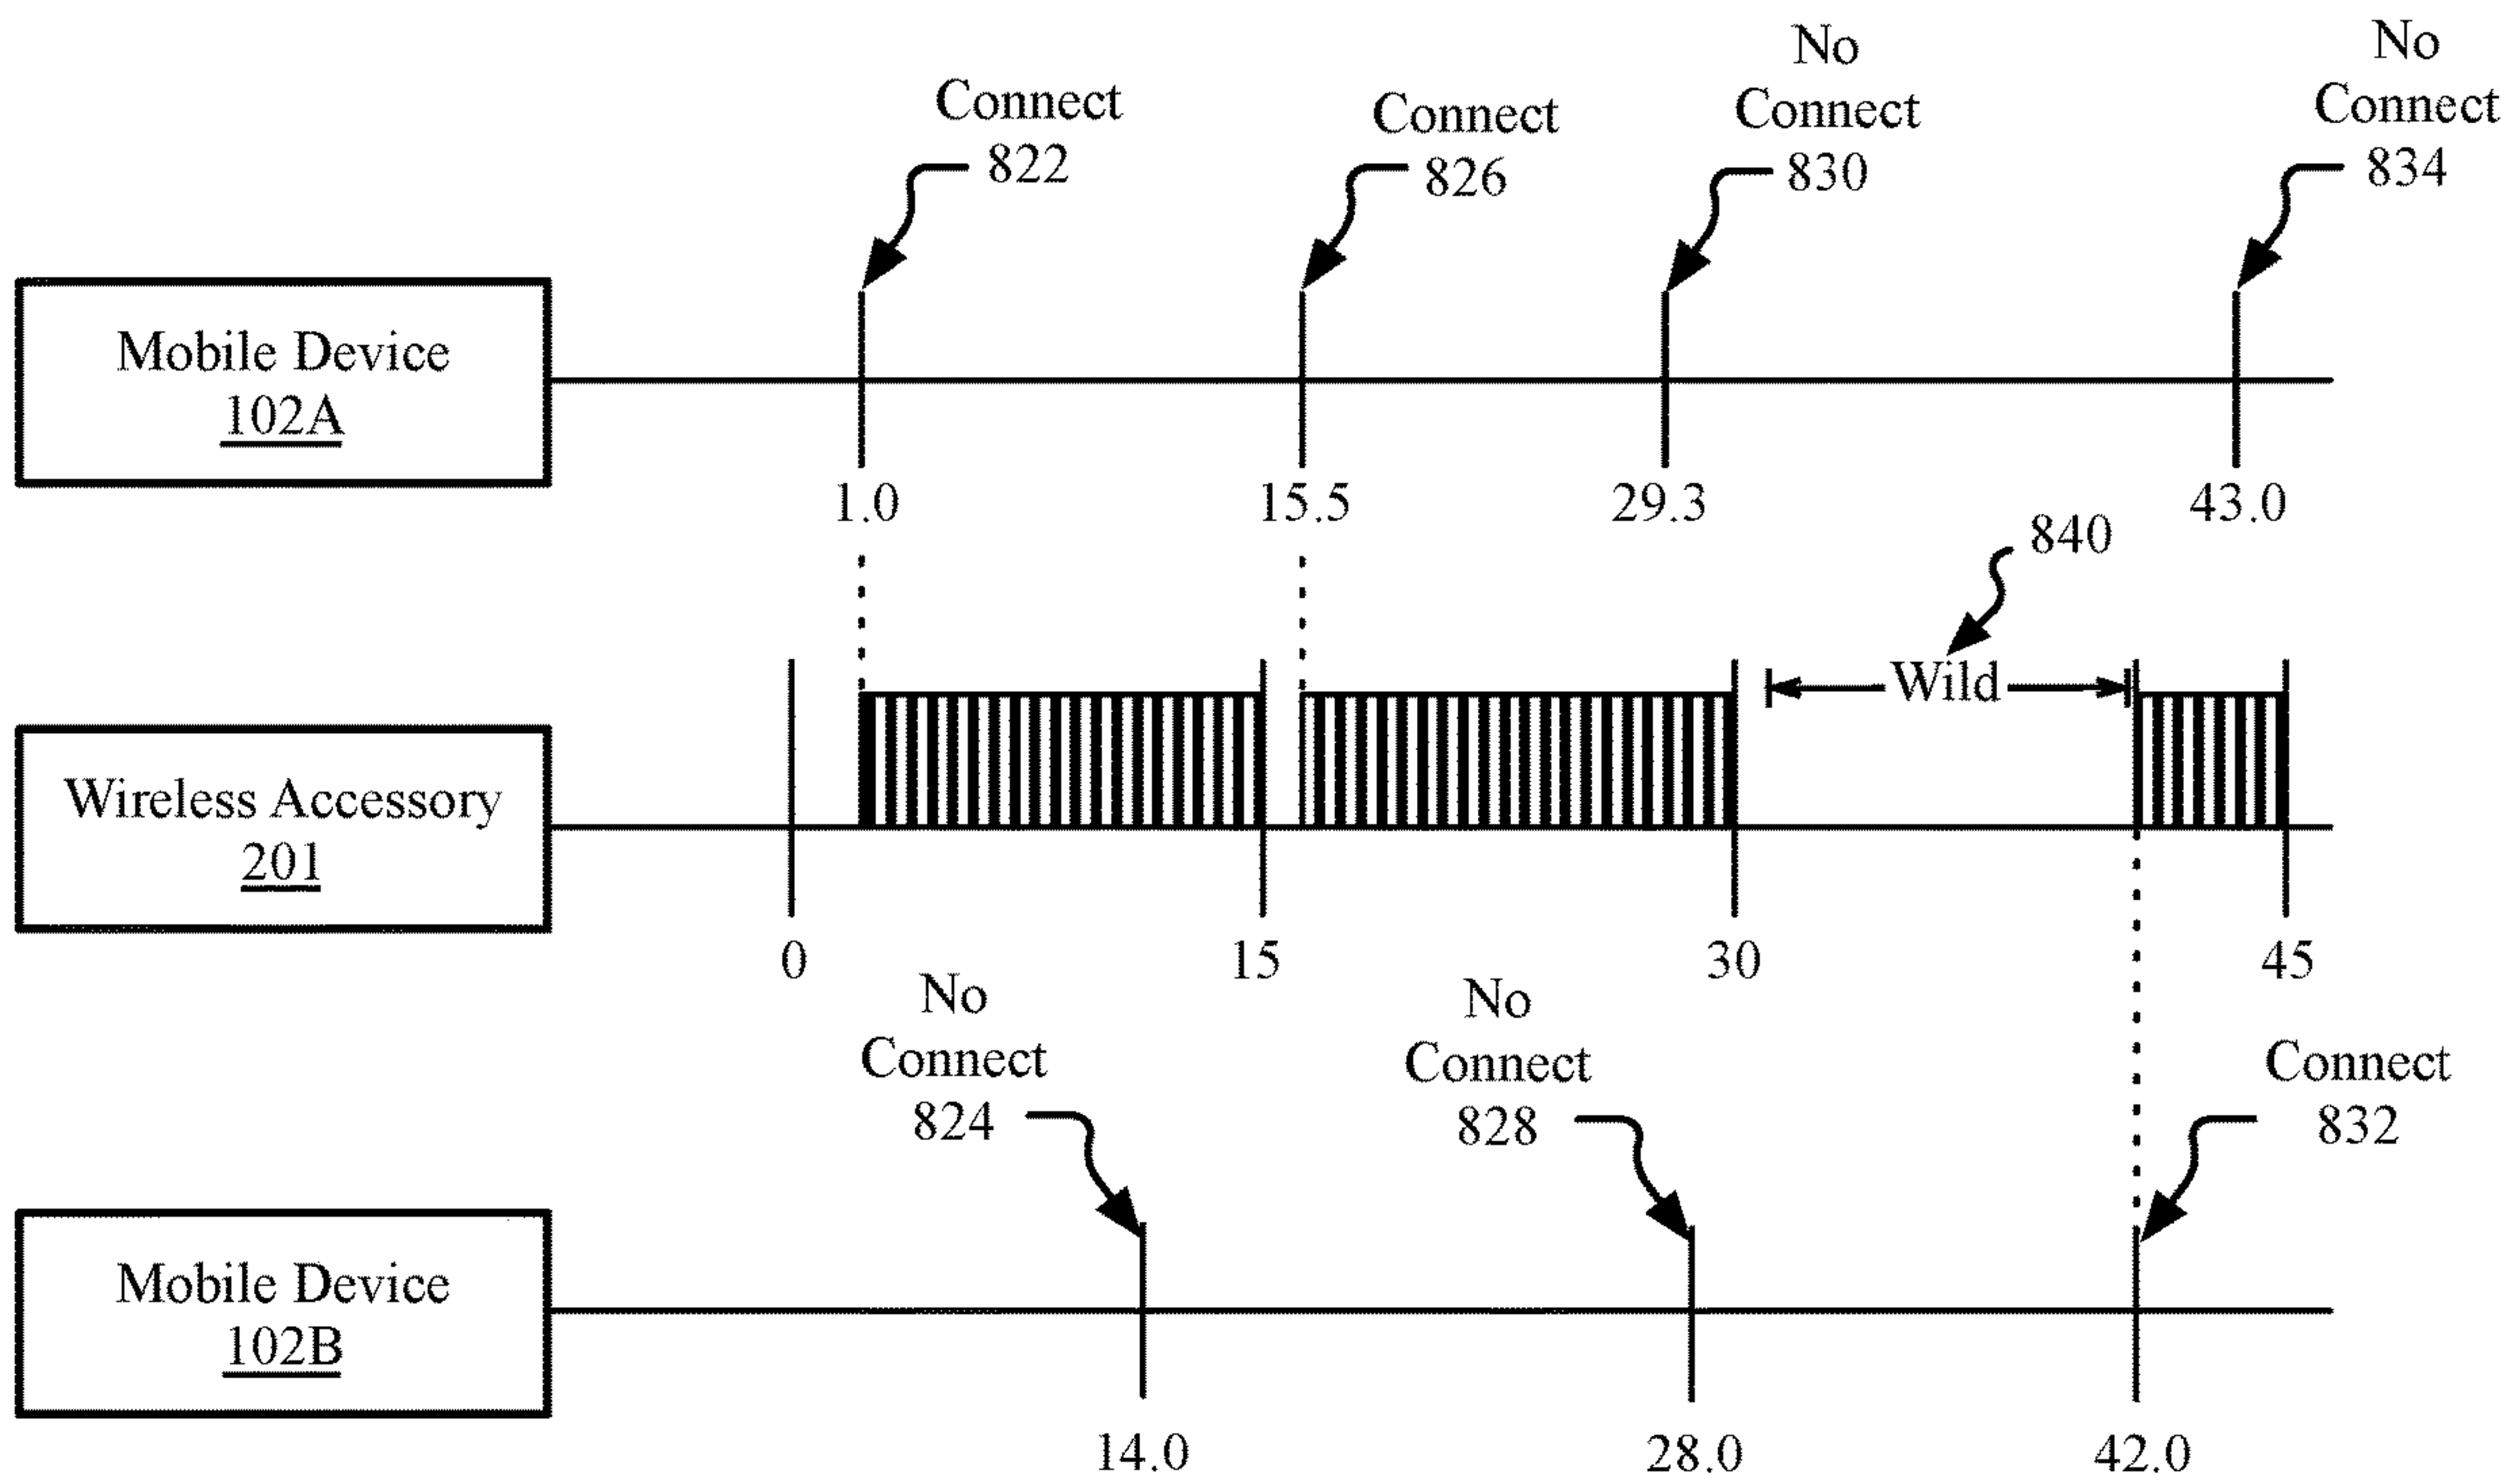 No
Connect
834
No
Connect
830
Connect
822
Connect
826
Mobile Device
102A
1.0
15.5
29.3
43.0
840
Wild
Wireless Accessory
201
0
15
30
45
No
Connect
824
No
Connect
828
Connect
832
Mobile Device
102B
14.0
28.0
42.0